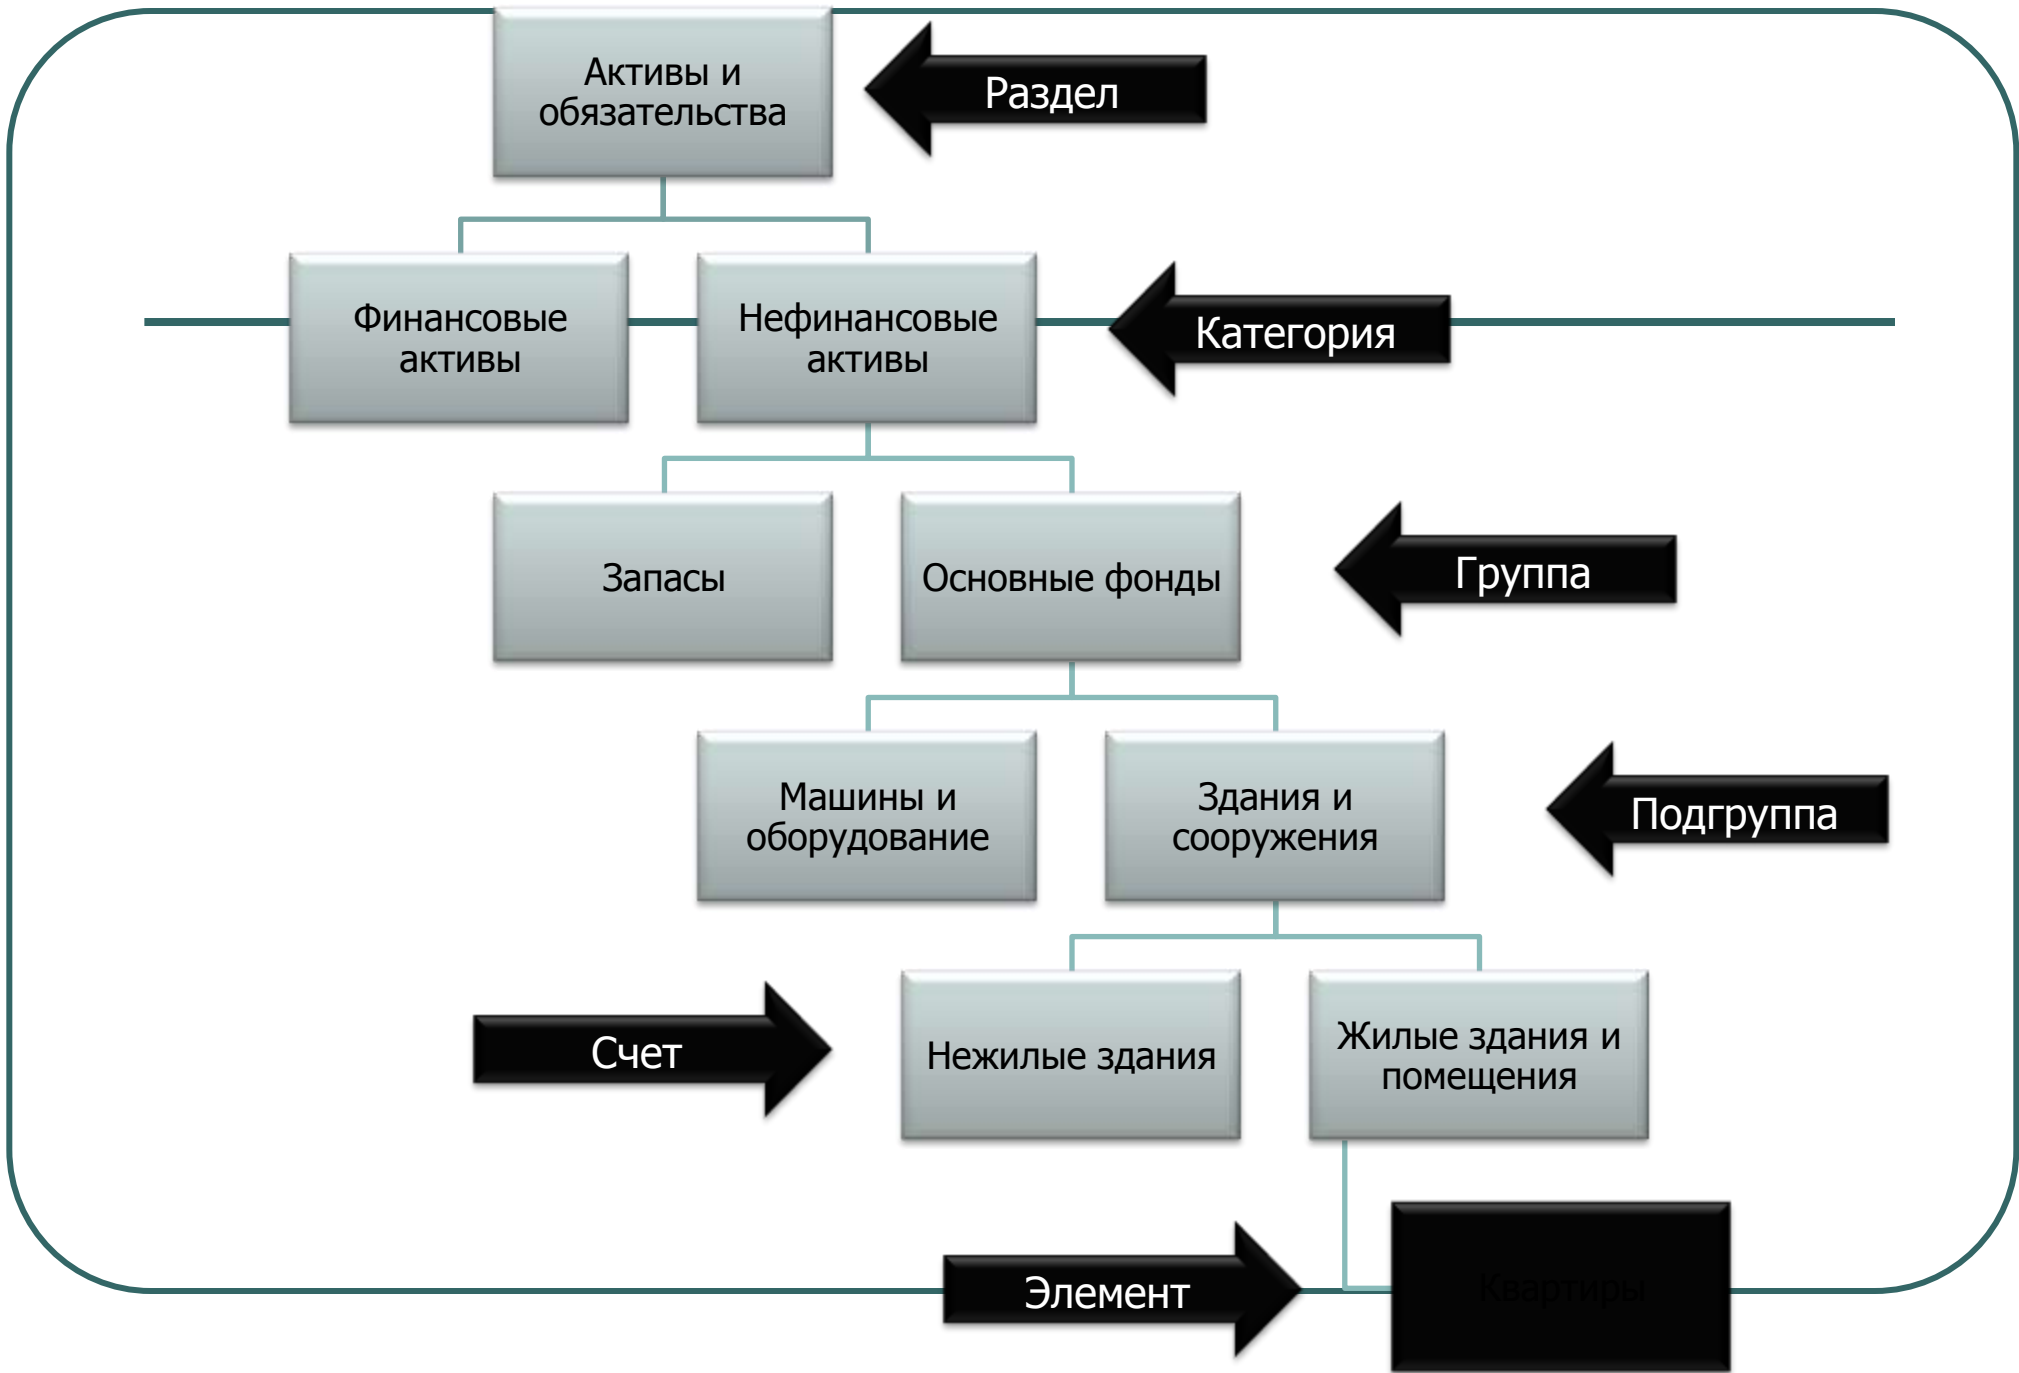 Активы и
обязательства
Раздел
Финансовые
активы
Нефинансовые
активы
Категория
Запасы
Основные фонды
Группа
Машины и
оборудование
Здания и
сооружения
Подгруппа
Счет
Нежилые здания
Жилые здания и
помещения
Элемент
Квартиры